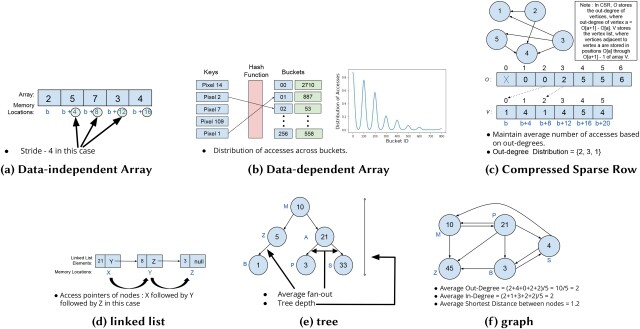 Array:
2 5 7 3 4
Memory
Locations:
b b+4 b+8 b+12 b+16
• Stride - 4 in this case
(a) Data-independent Array
Keys
Hash
Function
Buckets
Pixel 14
Pixel 2
Pixel 7
Pixel 109
Pixel 1
00 2710
01 887
02 53
256 558
Distribution of Accesses
Bucket ID
• Distribution of accesses across buckets.
(b) Data-dependent Array
1
2
3
4
5
Note : In CSR, O stores
the out-degree of
vertices, where
out-degree of vertex a =
O[a+1] - O[a]. V stores
the vertex list, where
vertices adjacent to
vertex a are stored in
positions O[a] through
O[a+1] - 1 of array V.
0 1 2 3 4 5 6
O: X 0 0 2 5 5 6
0 1 2 3 4 5
V: 1 4 1 4 5 4
b b+4 b+8 b+12 b+16 b+20
• Maintain average number of accesses based
on out-degrees.
• Out-degree Distribution = {2, 3, 1}
(c) Compressed Sparse Row
Linked List
Elements:
21 Y 8 Z 3 null
Memory Locations: X Y Z
• Access pointers of nodes : X followed by Y
followed by Z in this case
(d) linked list
M 10
Z 5 A 21
B 1 P 3 G 33
• Average fan-out
• Tree depth
(e) tree
M 10 P 21
4 S
Z 45 B 3
• Average Out-Degree = (2+4+0+2+2)/5 = 10/5 = 2
• Average In-Degree = (2+1+3+2+2)/5 = 2
• Average Shortest Distance between nodes = 1.2
(f) graph